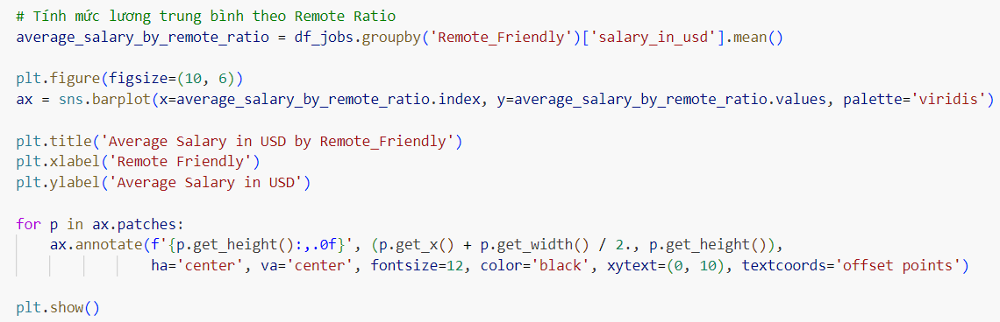 # Tính mức lương trung bình theo Remote Ratio
average_salary_by_remote_ratio = df_jobs.groupby('Remote_Friendly')['salary_in_usd'].mean()
plt.figure(figsize=(10, 6))
ax = sns.barplot(x=average_salary_by_remote_ratio.index, y=average_salary_by_remote_ratio.values, palette='viridis')
plt.title('Average Salary in USD by Remote_Friendly')
plt.xlabel('Remote Friendly')
plt.ylabel('Average Salary in USD')
for p in ax.patches:
    ax.annotate(f'{p.get_height():,.0f}', (p.get_x() + p.get_width() / 2., p.get_height()),
                ha='center', va='center', fontsize=12, color='black', xytext=(0, 10), textcoords='offset points')
plt.show()